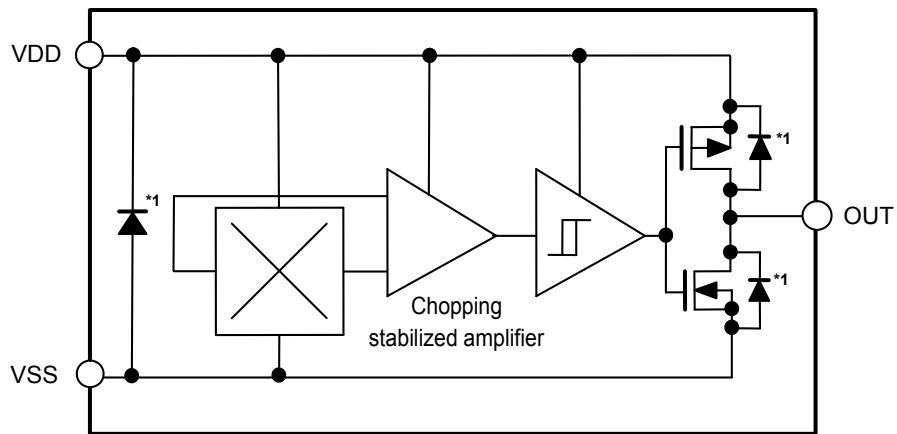 VDD
*1
*1
OUT
*1
Chopping
stabilized amplifier
VSS